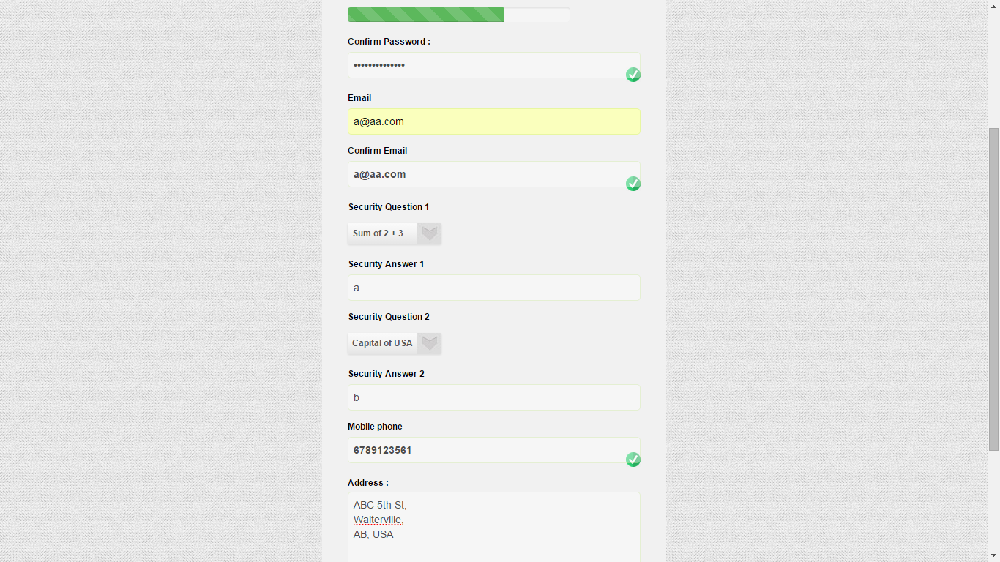 Confirm Password :
••••••••••••••
Email
a@aa.com
Confirm Email
a@aa.com
Security Question 1
Sum of 2 + 3
Security Answer 1
a
Security Question 2
Capital of USA
Security Answer 2
b
Mobile phone
6789123561
Address :
ABC 5th St,
Walterville,
AB, USA